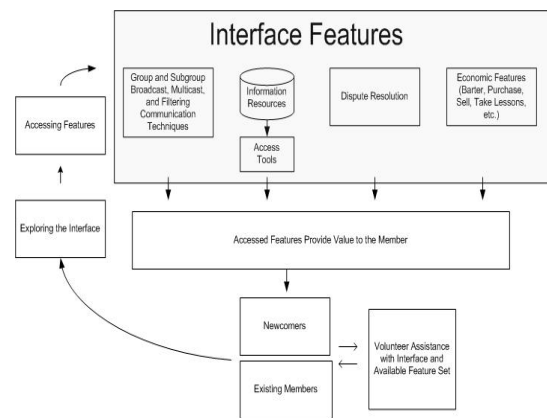 Interface Features
Group and Subgroup
Broadcast, Multicast,
and Filtering
Communication
Techniques
Information
Resources
Access
Tools
Dispute Resolution
Economic Features
(Barter, Purchase,
Sell, Take Lessons,
etc.)
Accessing Features
Exploring the Interface
Accessed Features Provide Value to the Member
Newcomers
Existing Members
Volunteer Assistance
with Interface and
Available Feature Set